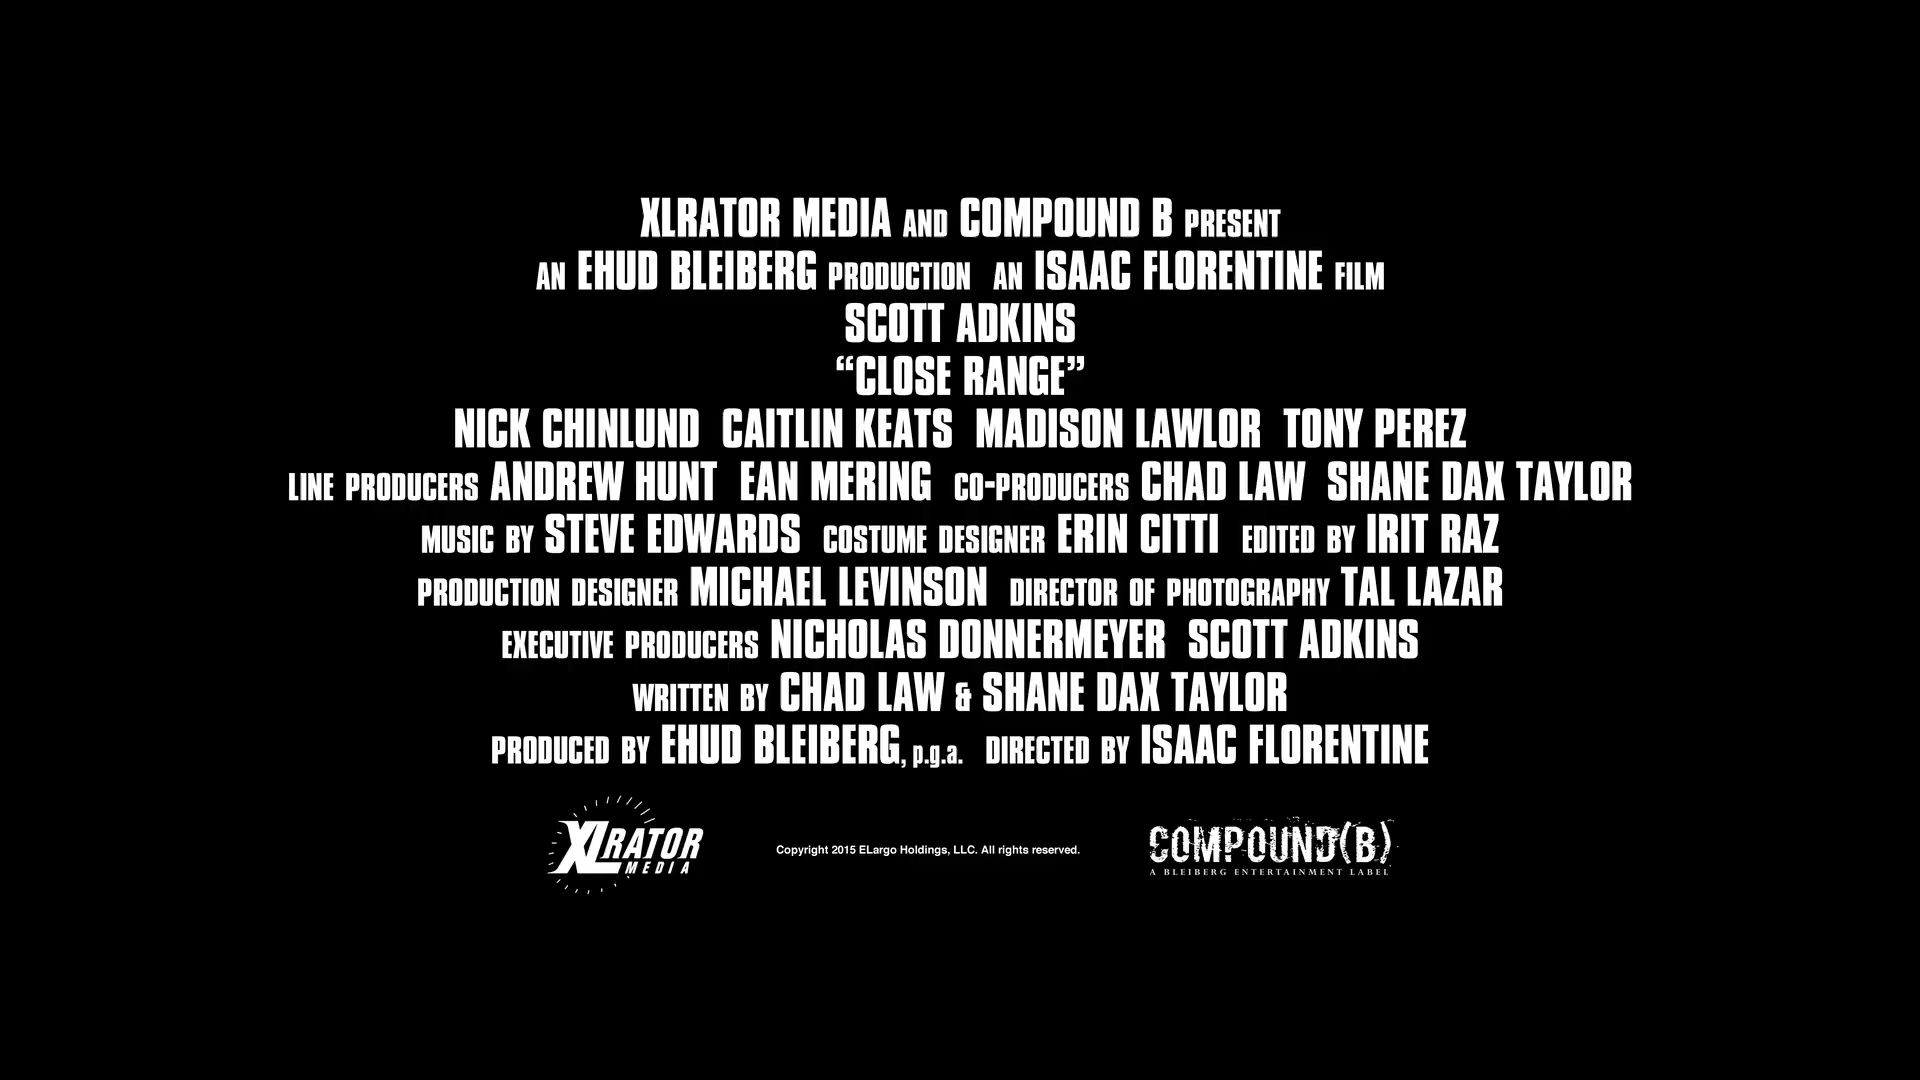 XLRATOR MEDIA AND COMPOUND B PRESENT
AN EHUD BLEIBERG PRODUCTION AN ISAAC FLORENTINE FILM
SCOTT ADKINS
“CLOSE RANGE”
NICK CHINLUND CAITLIN KEATS MADISON LAWLOR TONY PEREZ
LINE PRODUCERS ANDREW HUNT EAN MERING CO-PRODUCERS CHAD LAW SHANE DAX TAYLOR
MUSIC BY STEVE EDWARDS COSTUME DESIGNER ERIN CITTI EDITED BY IRIT RAZ
PRODUCTION DESIGNER MICHAEL LEVINSON DIRECTOR OF PHOTOGRAPHY TAL LAZAR
EXECUTIVE PRODUCERS NICHOLAS DONNERMEYER SCOTT ADKINS
WRITTEN BY CHAD LAW & SHANE DAX TAYLOR
PRODUCED BY EHUD BLEIBERG, p.g.a. DIRECTED BY ISAAC FLORENTINE
XLRATOR
MEDIA
Copyright 2015 ELargo Holdings, LLC. All rights reserved.
COMPOUND(B)
A BLEIBERG ENTERTAINMENT LABEL